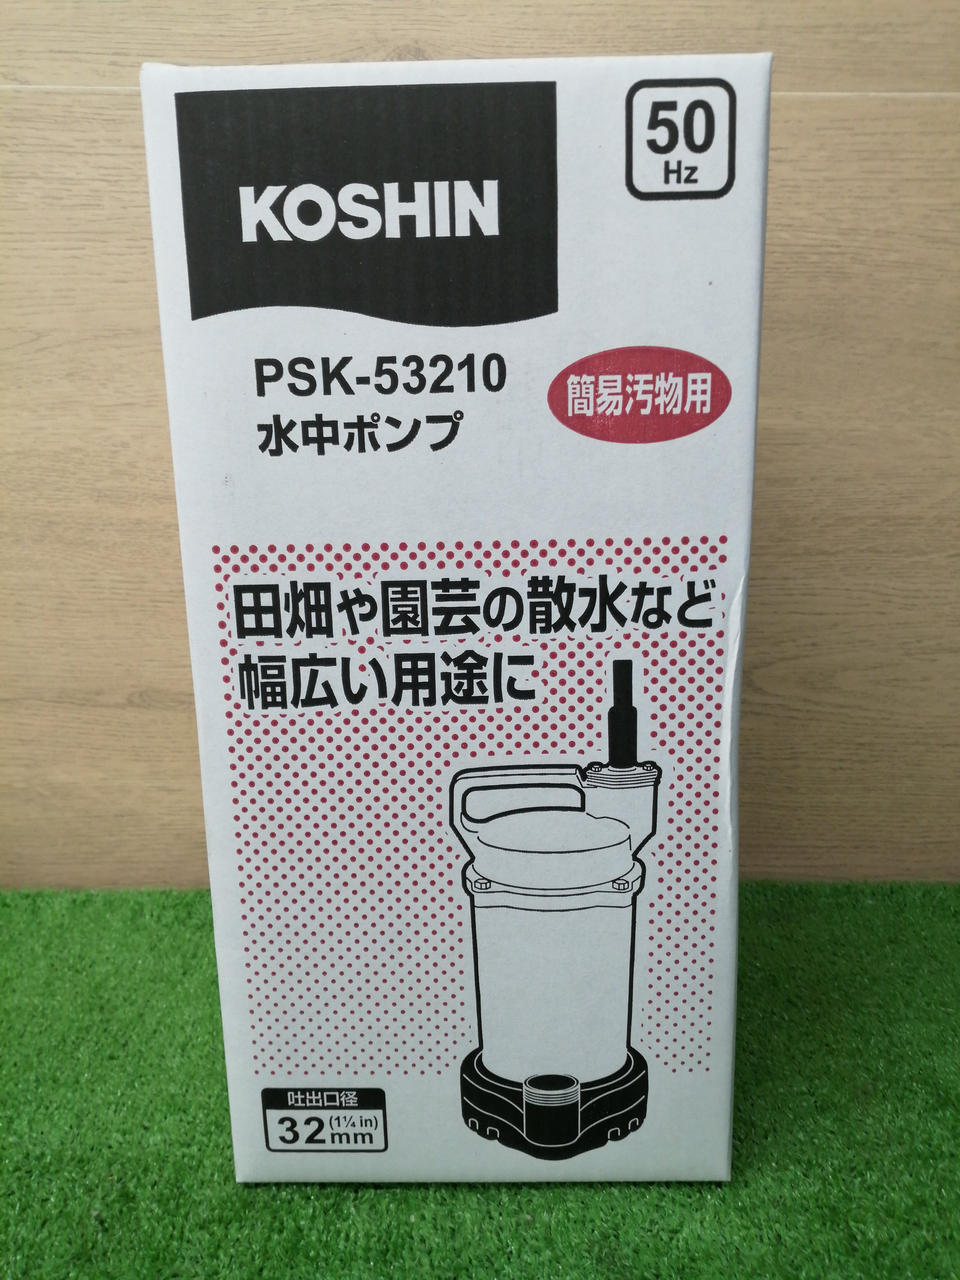 KOSHIN
50
Hz
PSK-53210
水中ポンプ
簡易汚物用
田畑や園芸の散水など
幅広い用途に
吐出口径
32mm (1¼ in)